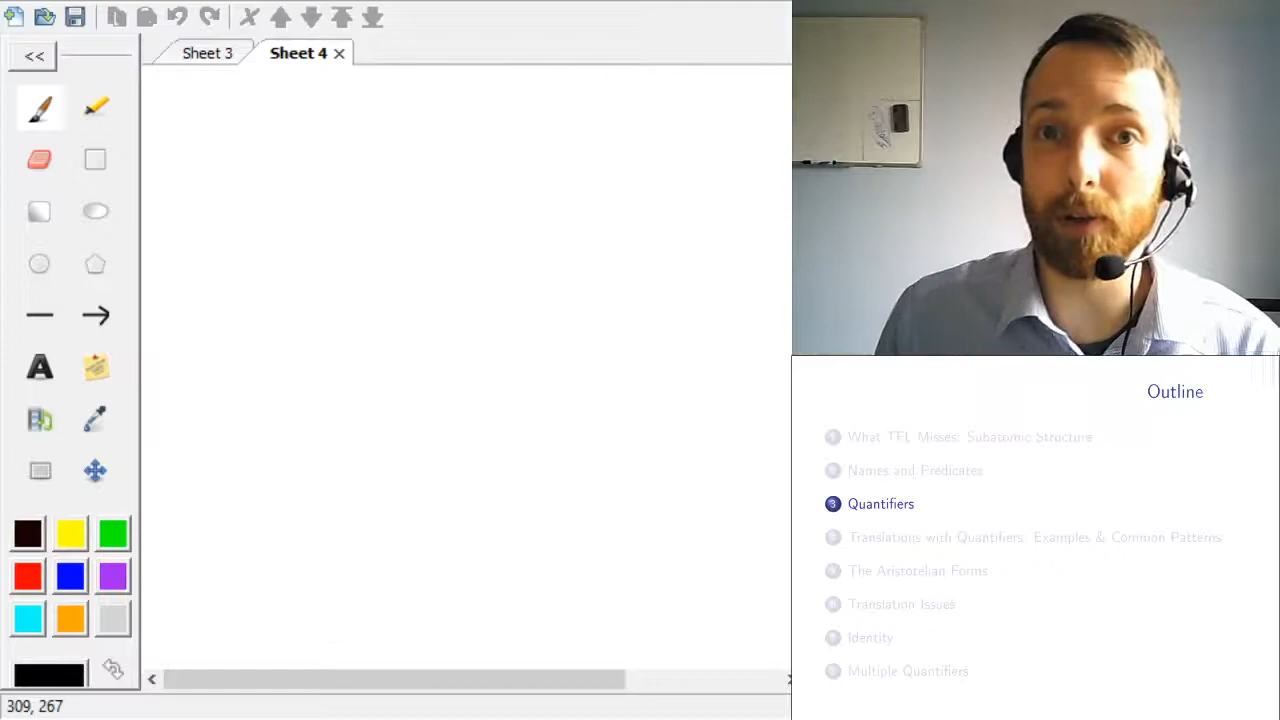 <<
Sheet 3
Sheet 4
309, 267
Outline
1 What TFL Misses: Subatomic Structure
Names and Predicates
3 Quantifiers
Translations with Quantifiers: Examples & Common Patterns
The Aristotelian Forms
Translation Issues
Identity
Multiple Quantifiers